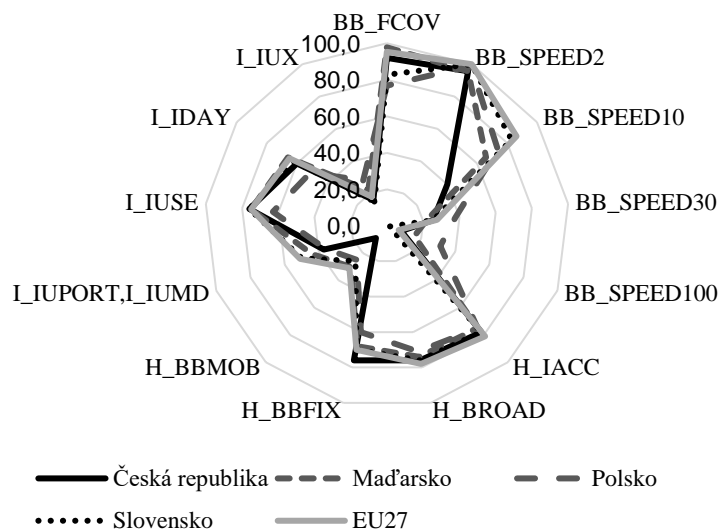 BB_FCOV
BB_SPEED2
BB_SPEED10
BB_SPEED30
BB_SPEED100
H_IACC
H_BROAD
H_BBFIX
H_BBMOB
I_IUPORT,I_IUMD
I_IUSE
I_IDAY
I_IUX
100,0
80,0
60,0
40,0
20,0
0,0
Česká republika
Maďarsko
Polsko
Slovensko
EU27